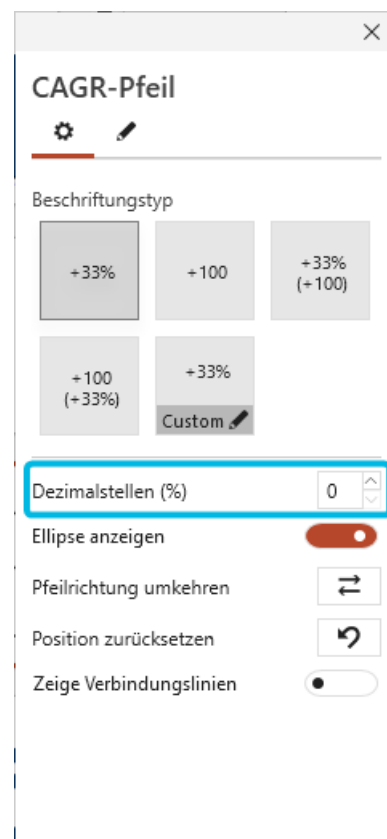 CAGR-Pfeil
Beschriftungstyp
+33%
+100
+33%
(+100)
+100
(+33%)
+33%
Custom
Dezimalstellen (%)
0
Ellipse anzeigen
Pfeilrichtung umkehren
Position zurücksetzen
Zeige Verbindungslinien